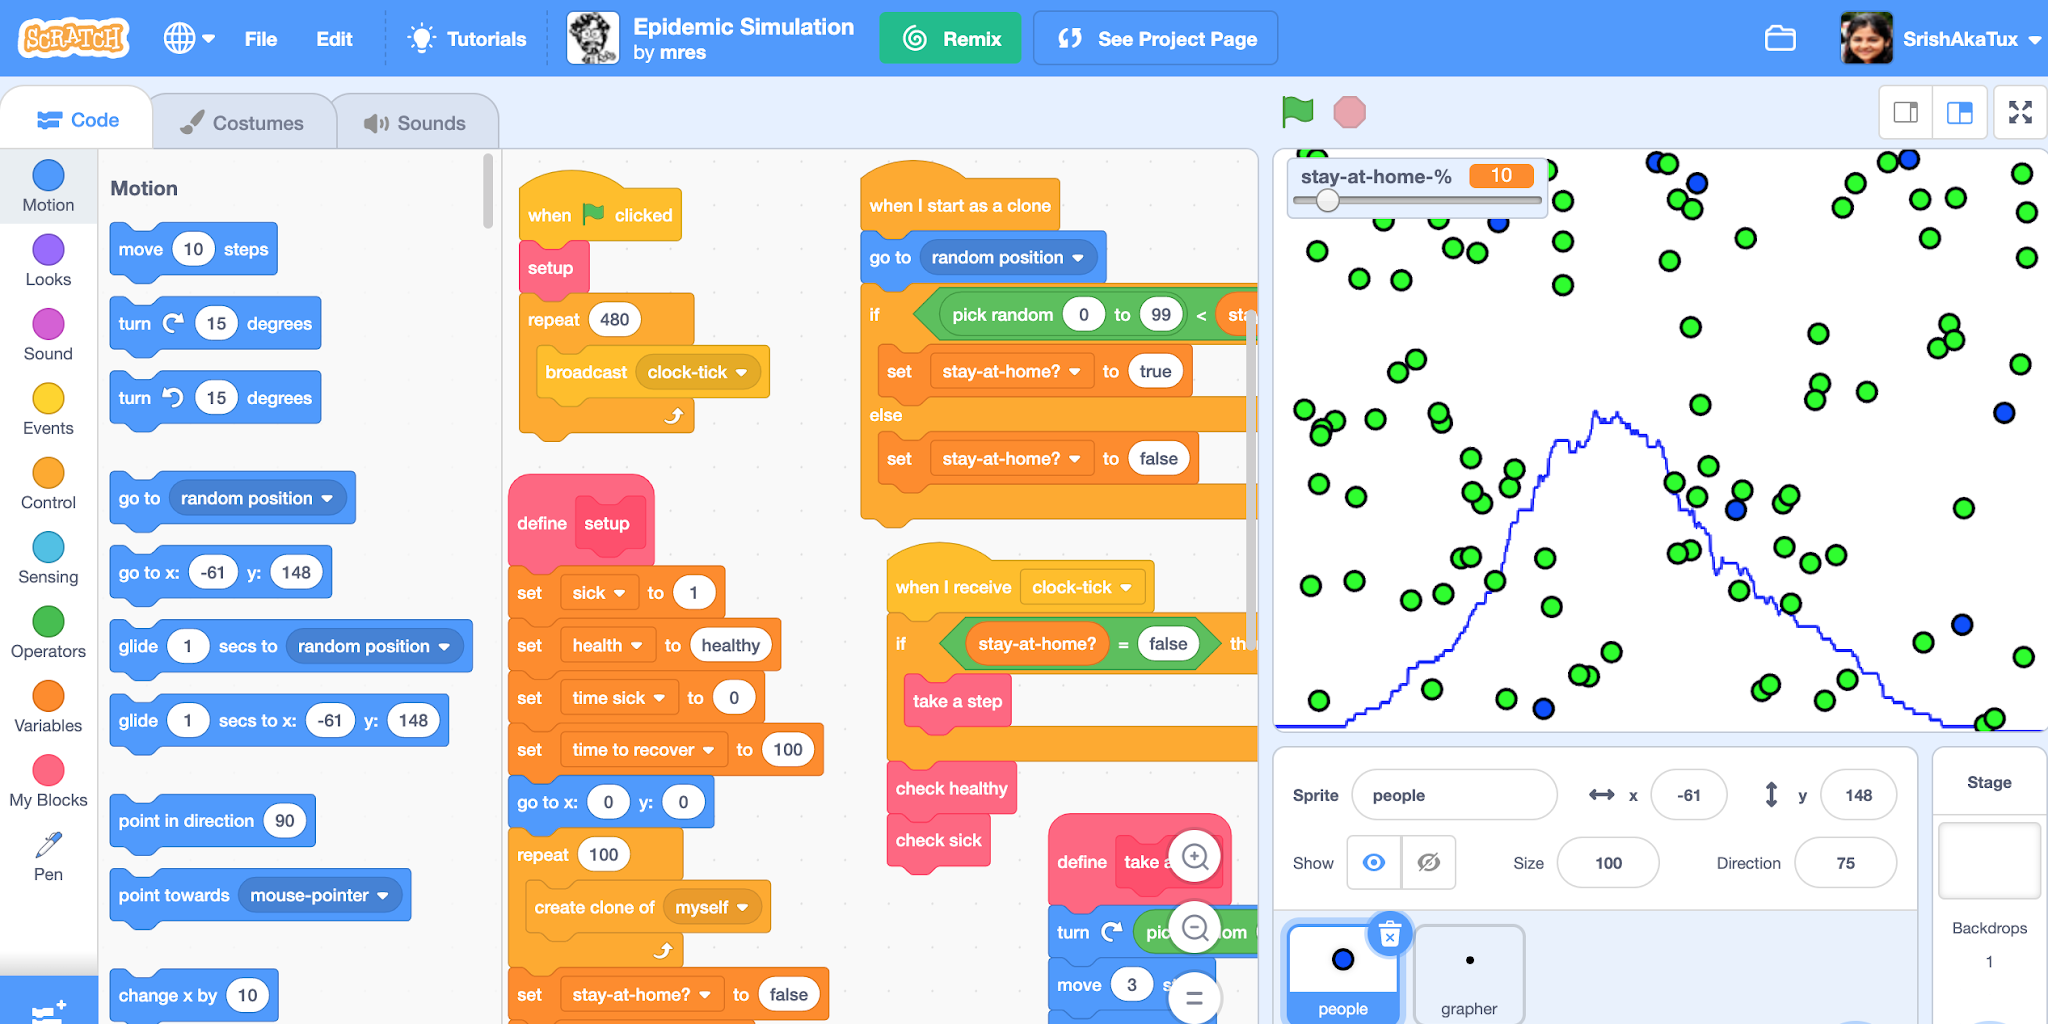 SCRATCH
File
Edit
Tutorials
Epidemic Simulation
by mres
Remix
See Project Page
SrishAkaTux
Code
Costumes
Sounds
Motion
Looks
Sound
Events
Control
Sensing
Operators
Variables
My Blocks
Pen
Motion
move 10 steps
turn 15 degrees
turn 15 degrees
go to random position
go to x: -61 y: 148
glide 1 secs to random position
glide 1 secs to x: -61 y: 148
point in direction 90
point towards mouse-pointer
change x by 10
when clicked
setup
repeat 480
broadcast clock-tick
define setup
set sick to 1
set health to healthy
set time sick to 0
set time to recover to 100
go to x: 0 y: 0
repeat 100
create clone of myself
set stay-at-home? to false
when I start as a clone
go to random position
if pick random 0 to 99 <
set stay-at-home? to true
else
set stay-at-home? to false
when I receive clock-tick
if stay-at-home? = false
take a step
check healthy
check sick
define take
turn
move 3
stay-at-home-% 10
Sprite people x -61 y 148
Show Size 100 Direction 75
people
grapher
Stage
Backdrops
1